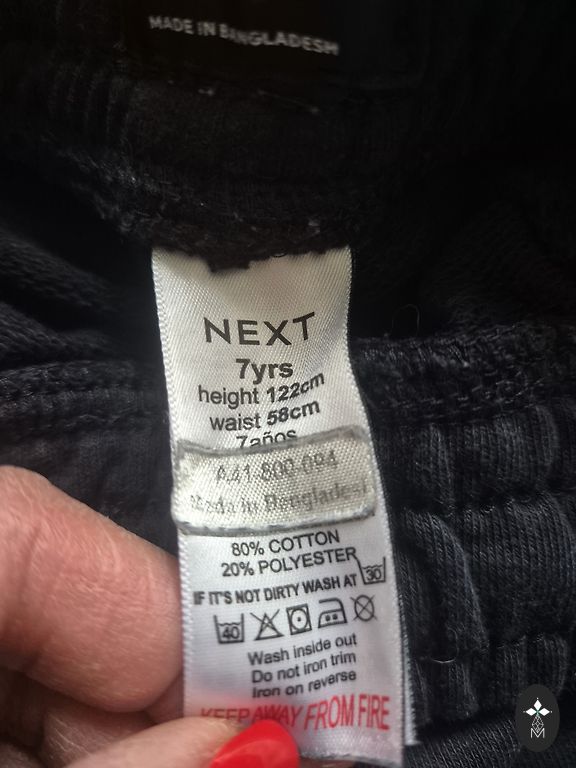 MADE IN BANGLADESH
NEXT
7yrs
height 122cm
waist 58cm
7años
A41 800 094
Made in Bangladesh
80% COTTON
20% POLYESTER
IF IT'S NOT DIRTY WASH AT 30
40
Wash inside out
Do not iron trim
Iron on reverse
KEEP AWAY FROM FIRE
M